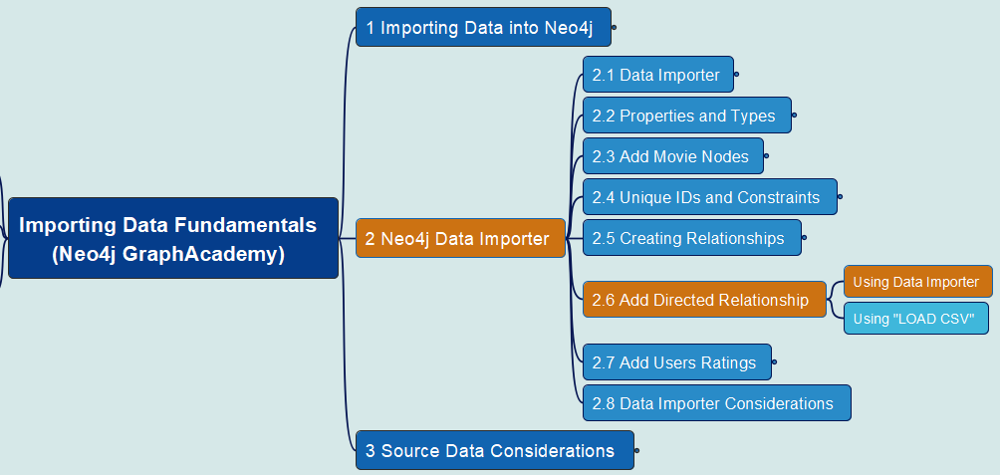 Importing Data Fundamentals
(Neo4j GraphAcademy)
1 Importing Data into Neo4j
2 Neo4j Data Importer
2.1 Data Importer
2.2 Properties and Types
2.3 Add Movie Nodes
2.4 Unique IDs and Constraints
2.5 Creating Relationships
2.6 Add Directed Relationship
Using Data Importer
Using "LOAD CSV"
2.7 Add Users Ratings
2.8 Data Importer Considerations
3 Source Data Considerations